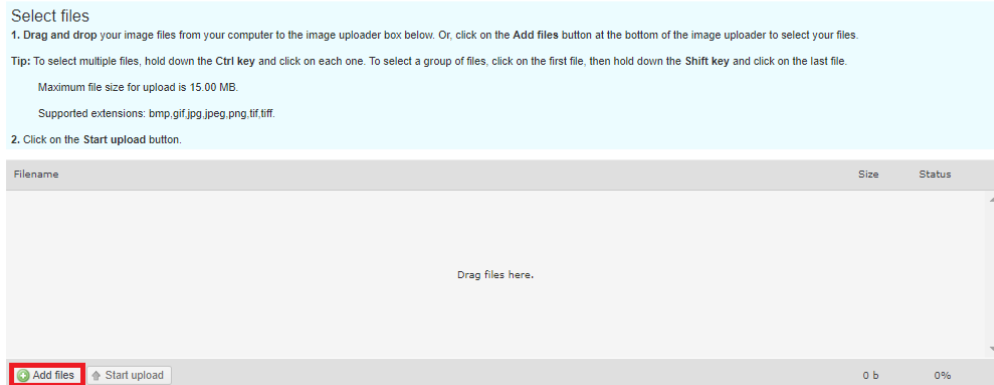 Select files
1. Drag and drop your image files from your computer to the image uploader box below. Or, click on the Add files button at the bottom of the image uploader to select your files.
Tip: To select multiple files, hold down the Ctrl key and click on each one. To select a group of files, click on the first file, then hold down the Shift key and click on the last file.
Maximum file size for upload is 15.00 MB.
Supported extensions: bmp,gif,jpg,jpeg,png,tif,tiff.
2. Click on the Start upload button.
Filename Size Status
Drag files here.
Add files Start upload 0 b 0%